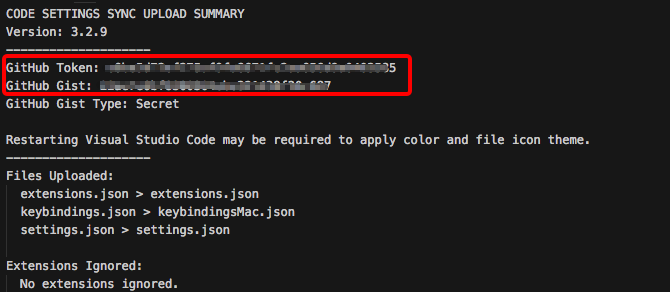 CODE SETTINGS SYNC UPLOAD SUMMARY
Version: 3.2.9
--------------------
GitHub Token:
GitHub Gist:
GitHub Gist Type: Secret
Restarting Visual Studio Code may be required to apply color and file icon theme.
--------------------
Files Uploaded:
extensions.json > extensions.json
keybindings.json > keybindingsMac.json
settings.json > settings.json
Extensions Ignored:
No extensions ignored.